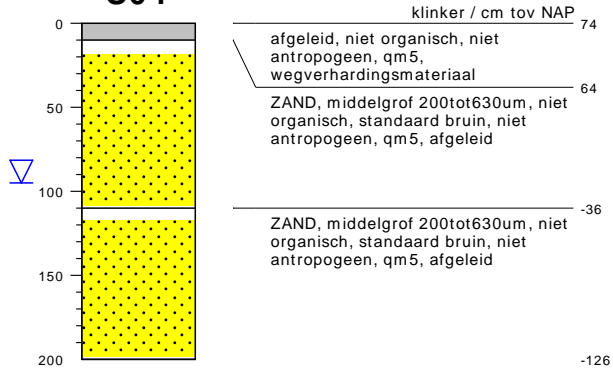 klinker / cm tov NAP
0
74
afgeleid, niet organisch, niet
antropogeen, qm5,
wegverhardingsmateriaal
64
ZAND, middelgrof 200tot630um, niet
organisch, standaard bruin, niet
antropogeen, qm5, afgeleid
50
100
-36
ZAND, middelgrof 200tot630um, niet
organisch, standaard bruin, niet
antropogeen, qm5, afgeleid
150
200
-126